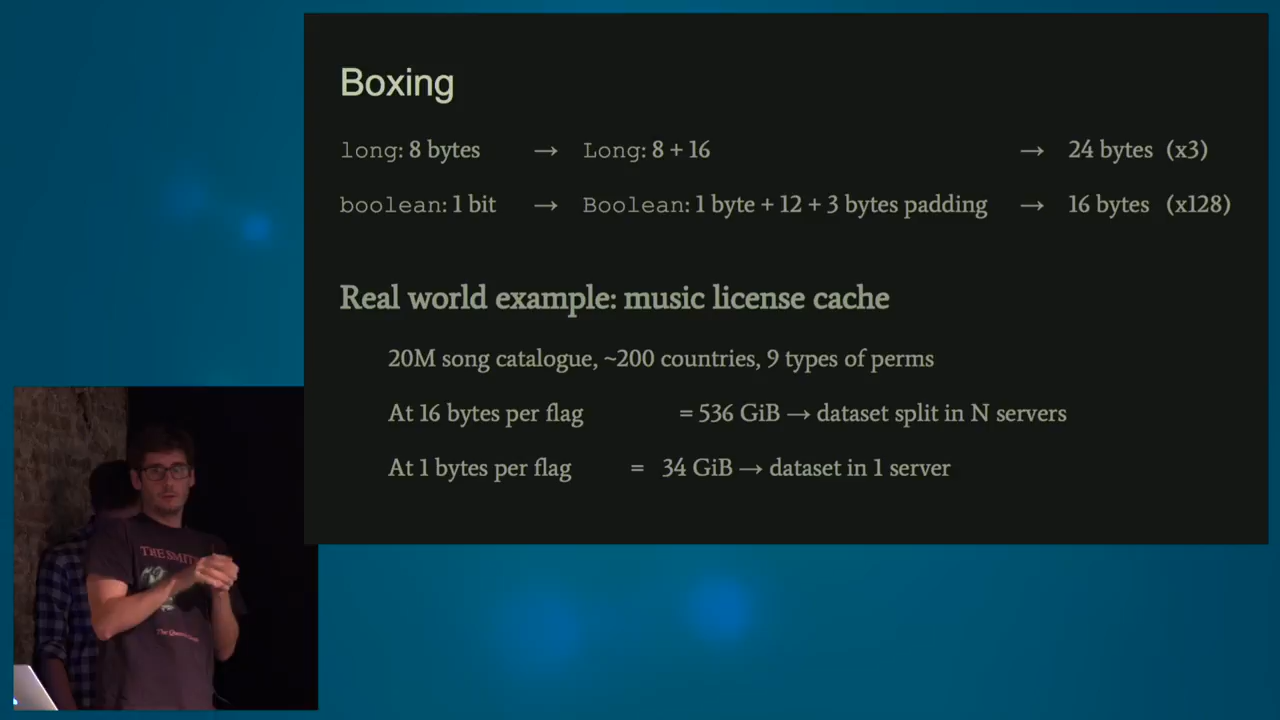 Boxing
long: 8 bytes → Long: 8 + 16 → 24 bytes (x3)
boolean: 1 bit → Boolean: 1 byte + 12 + 3 bytes padding → 16 bytes (x128)
Real world example: music license cache
20M song catalogue, ~200 countries, 9 types of perms
At 16 bytes per flag = 536 GiB → dataset split in N servers
At 1 bytes per flag = 34 GiB → dataset in 1 server
THE SMIT
The Queen